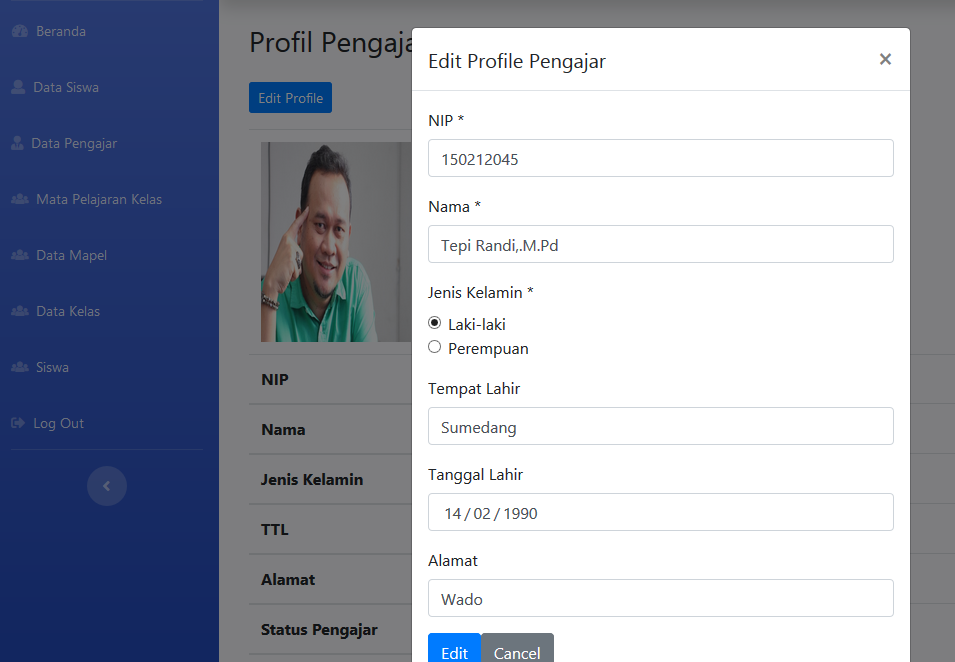 Beranda
Data Siswa
Data Pengajar
Mata Pelajaran Kelas
Data Mapel
Data Kelas
Siswa
Log Out
Profil Pengaja
Edit Profile
NIP
Nama
Jenis Kelamin
TTL
Alamat
Status Pengajar
Edit Profile Pengajar
×
NIP *
150212045
Nama *
Tepi Randi,.M.Pd
Jenis Kelamin *
Laki-laki
Perempuan
Tempat Lahir
Sumedang
Tanggal Lahir
14 / 02 / 1990
Alamat
Wado
Edit Cancel